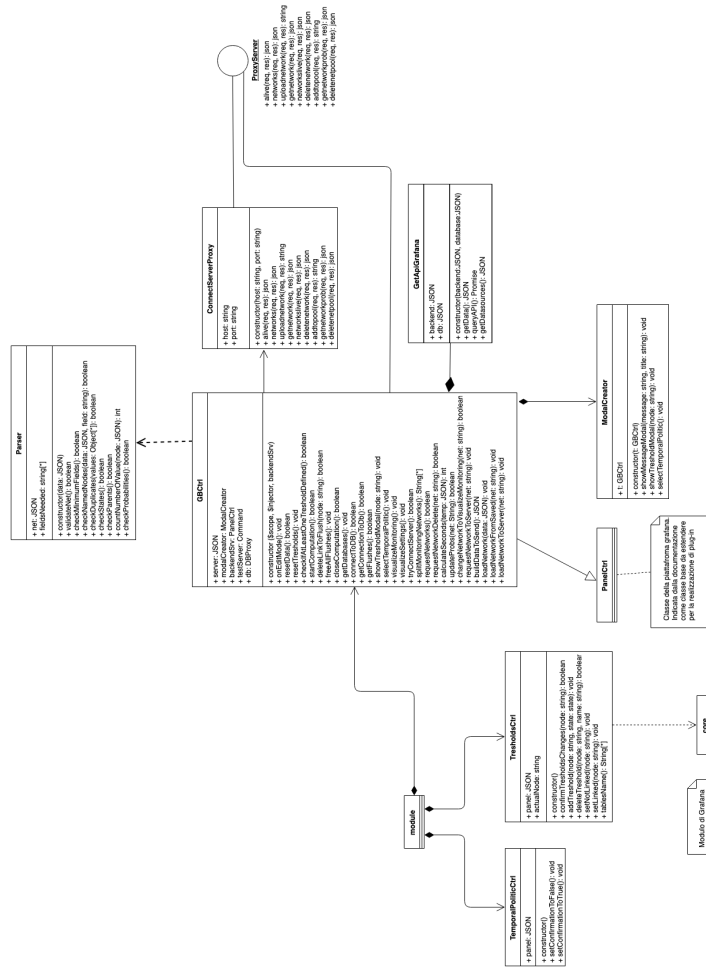 Parser
+ net: JSON
+ fieldsNeeded: string[*]
+ constructor(data: JSON)
+ validateNet(): boolean
+ checkMinimumFields(): boolean
+ checkNamesNodes(data: JSON, field: string): boolean
+ checkDuplicates(values: Object[*]): boolean
+ checkStates(): boolean
+ checkParents(): boolean
+ countNumberOfValue(node: JSON): int
+ checkProbabilities(): boolean
ConnectServerProxy
+ host: string
+ port: string
+ constructor(host: string, port: string)
+ alive(req, res): json
+ networks(req, res): json
+ uploadnetwork(req, res): string
+ getnetwork(req, res): json
+ networkslive(req, res): json
+ deletenetwork(req, res): json
+ addtopool(req, res): string
+ getnetworkprob(req, res): json
+ deletenetpool(req, res): json
ProxyServer
+ alive(req, res): json
+ networks(req, res): json
+ uploadnetwork(req, res): string
+ getnetwork(req, res): json
+ networkslive(req, res): json
+ deletenetwork(req, res): json
+ addtopool(req, res): string
+ getnetworkprob(req, res): json
+ deletenetpool(req, res): json
GBCtrl
+ server: JSON
+ modalCreator: ModalCreator
+ backendSrv: PanelCtrl
+ testServer: Command
+ db: DBProxy
+ constructor ($scope, $injector, backendSrv)
+ onEditMode(): void
+ resetData(): boolean
+ resetTresholds(): void
+ checkIfAtLeastOneTresholdDefined(): boolean
+ startComputation(): boolean
+ deleteLinkToFlush(node: string): boolean
+ freeAllFlushes(): void
+ closeComputation(): boolean
+ getDatabases(): void
+ connectToDB(): boolean
+ getConnectionToDb(): boolean
+ getFlushes(): boolean
+ showTresholdModal(node: string): void
+ selectTemporalPolitic(): void
+ visualizeMonitoring(): void
+ visualizeSettings(): void
+ tryConnectServer(): boolean
+ splitMonitoringNetworks(): String[*]
+ requestNetworks(): boolean
+ requestNetworkDelete(net: string): boolean
+ calculateSeconds(temp: JSON): int
+ updateProbs(net: String): boolean
+ changeNetworkToVisualizeMonitoring(net: string): boolean
+ requestNetworkToServer(net: string): boolean
+ buildDataToSend(): JSON
+ loadNetwork(data: JSON): void
+ loadNetworkFromSaved(net: string): void
+ loadNetworkToServer(net: string): void
GetApiGrafana
+ backend: JSON
+ db: JSON
+ constructor(backend:JSON, database:JSON)
+ getData(): JSON
+ queryAPI(): Promise
+ getDatasources(): JSON
ModalCreator
+ t: GBCtrl
+ constructor(t: GBCtrl)
+ showMessageModal(message: string, title: string): void
+ showTresholdModal(node: string): void
+ selectTemporalPolitic(): void
PanelCtrl
Classe della piattafroma grafana.
Indicata dalla documentazione
come classe base da estendere
per la realizzazione di plug-in
module
TresholdsCtrl
+ panel: JSON
+ actualNode: string
+ constructor()
+ confirmTresholdsChanges(node: string): boolean
+ addTreshold(node: string, state: state): void
+ deleteTreshold(node: string, name: string): boolear
+ setNotLinked(node: string): void
+ setLinked(node: string): void
+ tablesName(): String[*]
TemporalPoliticCtrl
+ panel: JSON
+ constructor()
+ setConfirmationToFalse(): void
+ setConfirmationToTrue(): void
core
Modulo di Grafana